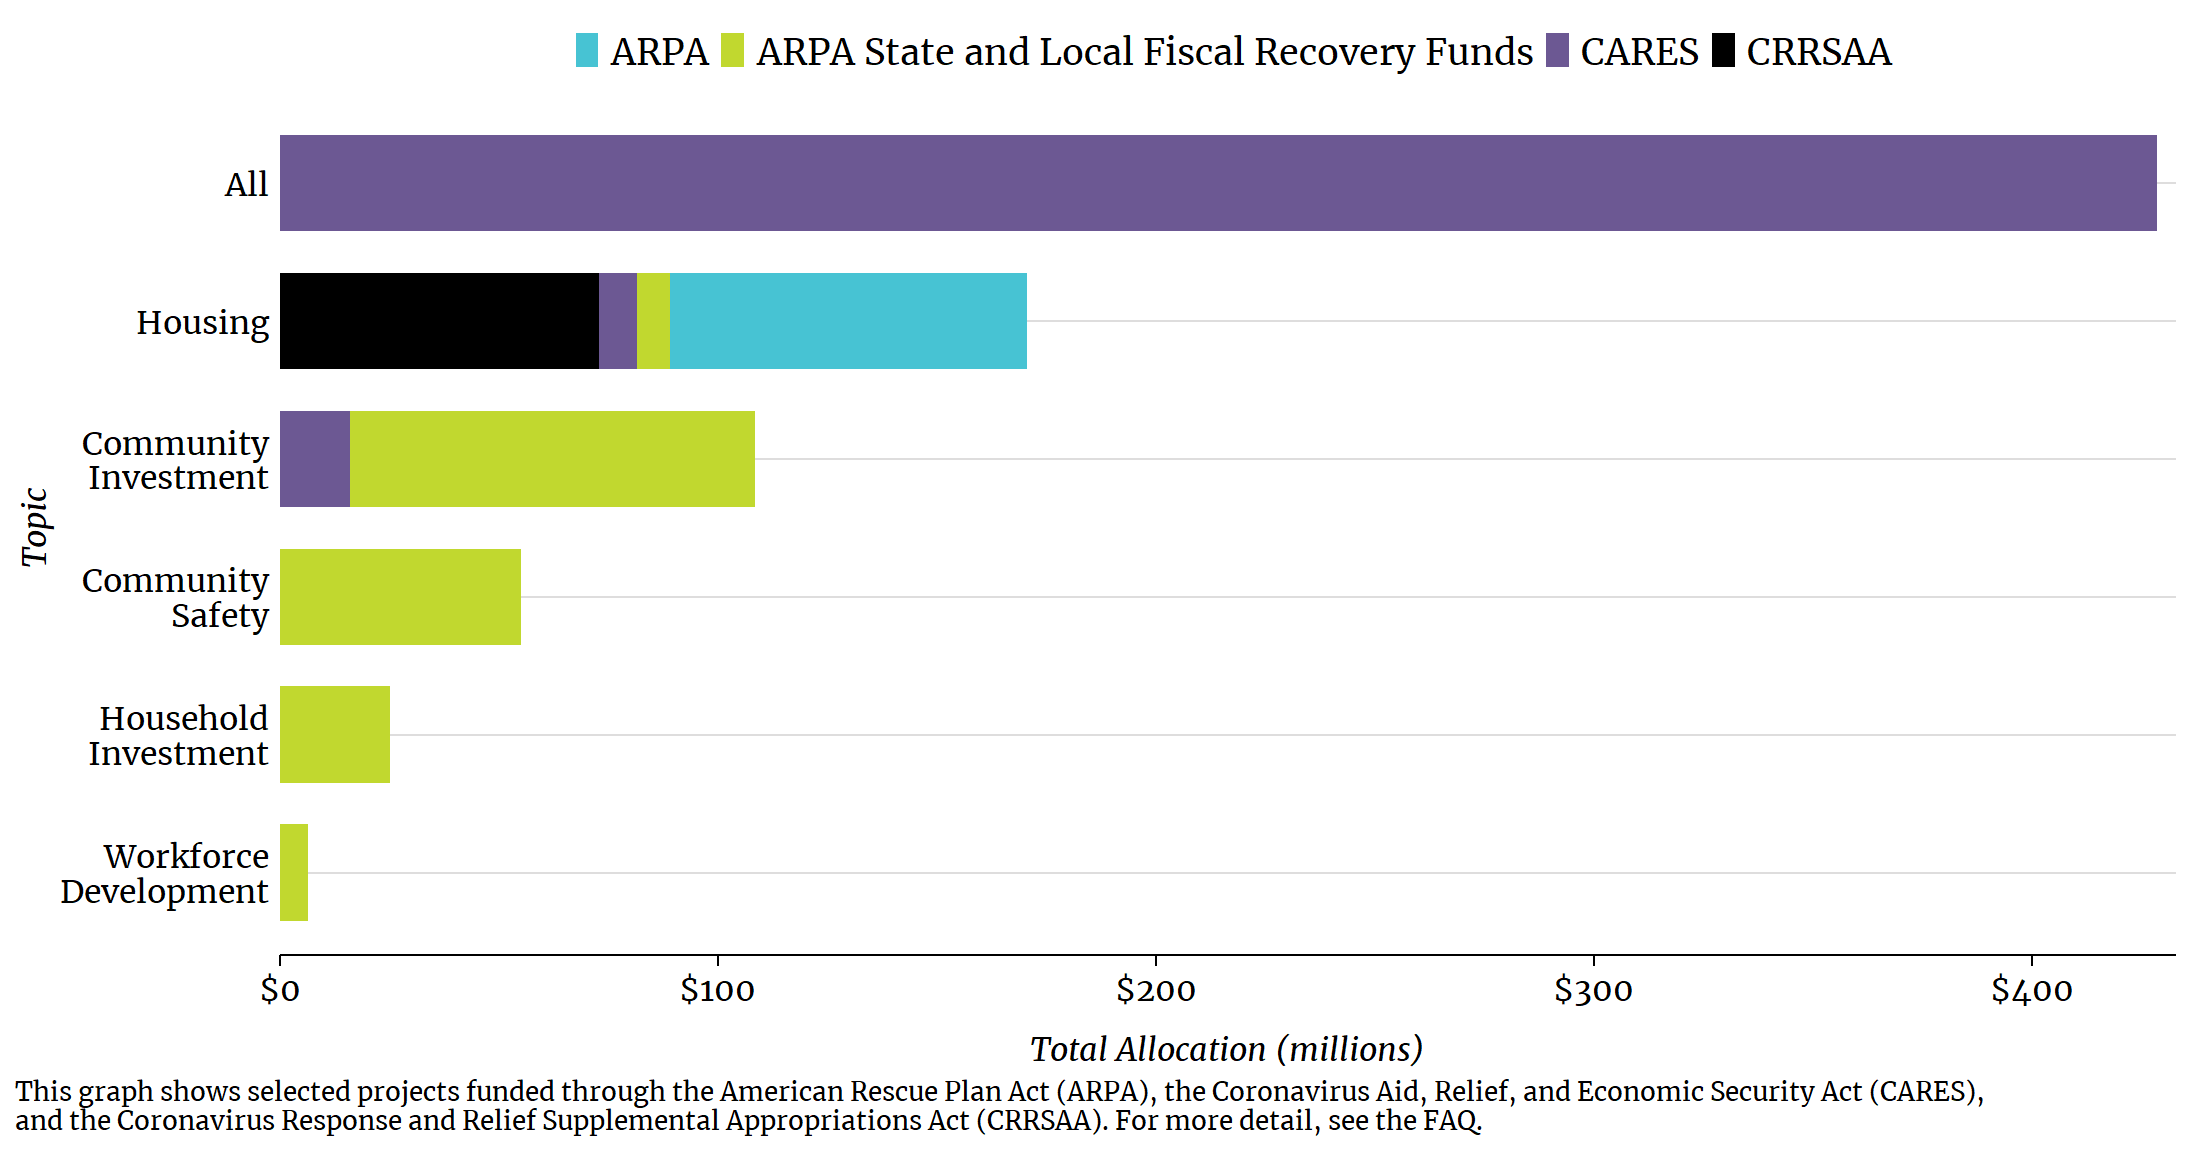 ARPA ARPA State and Local Fiscal Recovery Funds CARES CRRSAA
All
Housing
Community
Investment
Community
Safety
Household
Investment
Workforce
Development
Topic
$0 $100 $200 $300 $400
Total Allocation (millions)
This graph shows selected projects funded through the American Rescue Plan Act (ARPA), the Coronavirus Aid, Relief, and Economic Security Act (CARES),
and the Coronavirus Response and Relief Supplemental Appropriations Act (CRRSAA). For more detail, see the FAQ.